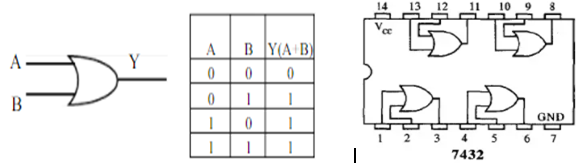 A
B
Y
A B Y(A+B)
0 0 0
0 1 1
1 0 1
1 1 1
14 13 12 11 10 9 8
Vcc
GND
1 2 3 4 5 6 7
7432